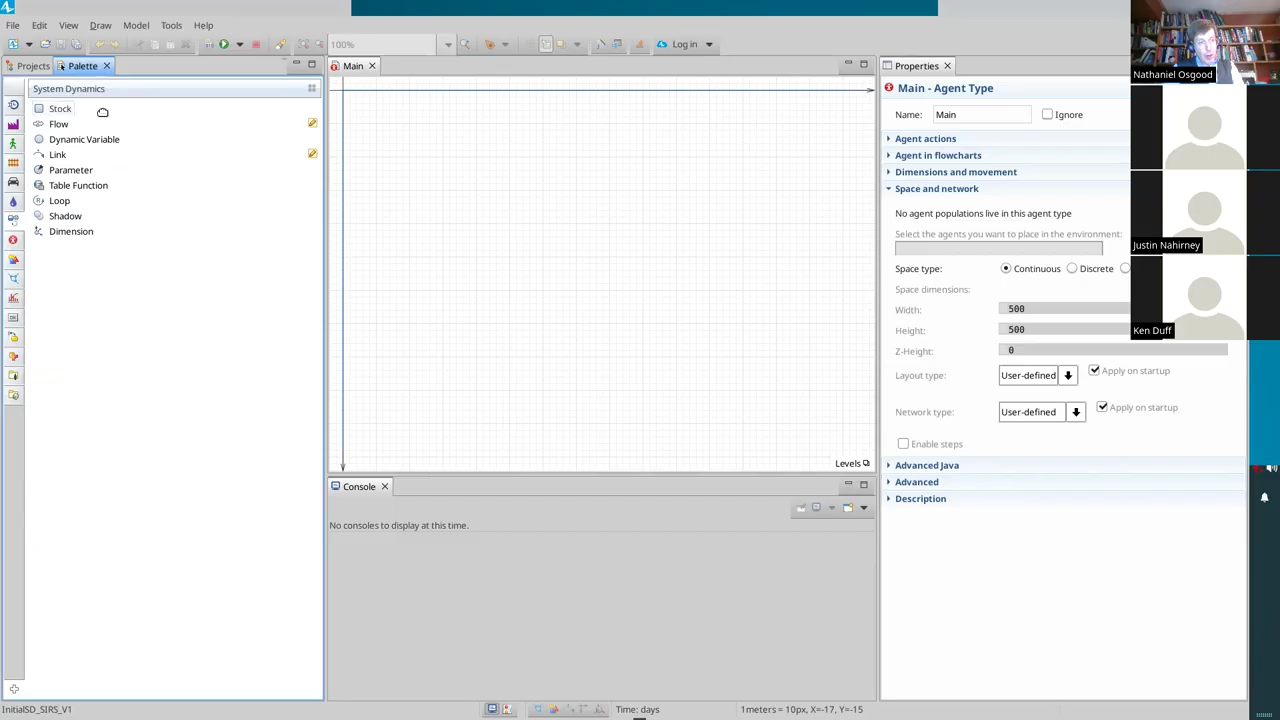 File Edit View Draw Model Tools Help
100%
Log in
Projects
Palette
System Dynamics
Stock
Flow
Dynamic Variable
Link
Parameter
Table Function
Loop
Shadow
Dimension
InitialSD_SIRS_V1
Main
Levels
Console
No consoles to display at this time.
Time: days
1meters = 10px, X=-17, Y=-15
Properties
Main - Agent Type
Name: Main Ignore
Agent actions
Agent in flowcharts
Dimensions and movement
Space and network
No agent populations live in this agent type
Select the agents you want to place in the environment:
Space type: Continuous Discrete
Space dimensions:
Width: 500
Height: 500
Z-Height: 0
Layout type: User-defined Apply on startup
Network type: User-defined Apply on startup
Enable steps
Advanced Java
Advanced
Description
Nathaniel Osgood
Justin Nahirney
Ken Duff